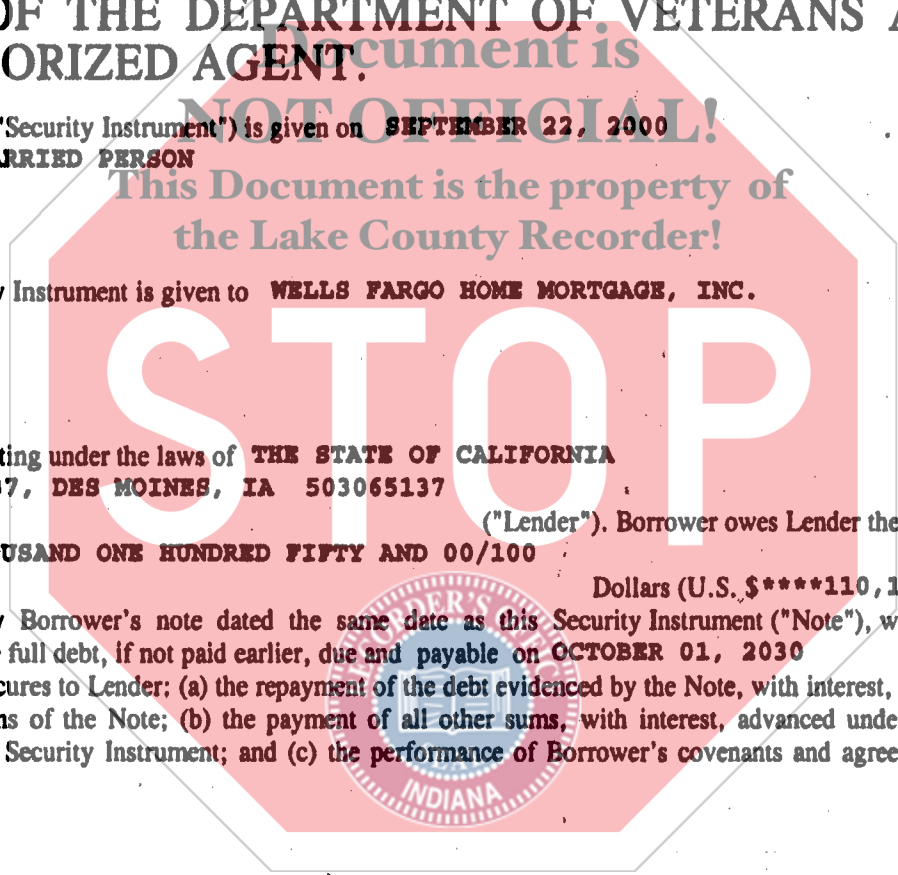 OF THE DEPARTMENT OF VETERANS
ORIZED AGENT.
Document is
NOT OFFICIAL!
"Security Instrument") is given on SEPTEMBER 22, 2000
RRIED PERSON
This Document is the property of
the Lake County Recorder!
Instrument is given to WELLS FARGO HOME MORTGAGE, INC.
STOP
ting under the laws of THE STATE OF CALIFORNIA
7, DES MOINES, IA 503065137
("Lender"). Borrower owes Lender the
USAND ONE HUNDRED FIFTY AND 00/100
Dollars (U.S. $****110,1
Borrower's note dated the same date as this Security Instrument ("Note"), w
full debt, if not paid earlier, due and payable on OCTOBER 01, 2030
cures to Lender: (a) the repayment of the debt evidenced by the Note, with interest,
ns of the Note; (b) the payment of all other sums, with interest, advanced unde
Security Instrument; and (c) the performance of Borrower's covenants and agree
SEAL
INDIANA